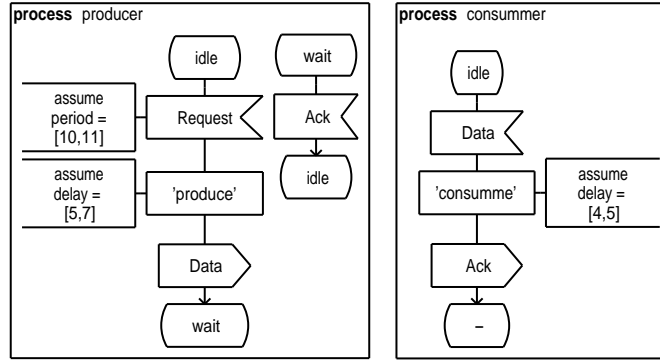 process producer
idle
wait
assume
period =
[10,11]
Request
Ack
assume
delay =
[5,7]
'produce'
idle
Data
wait
process consummer
idle
Data
'consumme'
assume
delay =
[4,5]
Ack
–